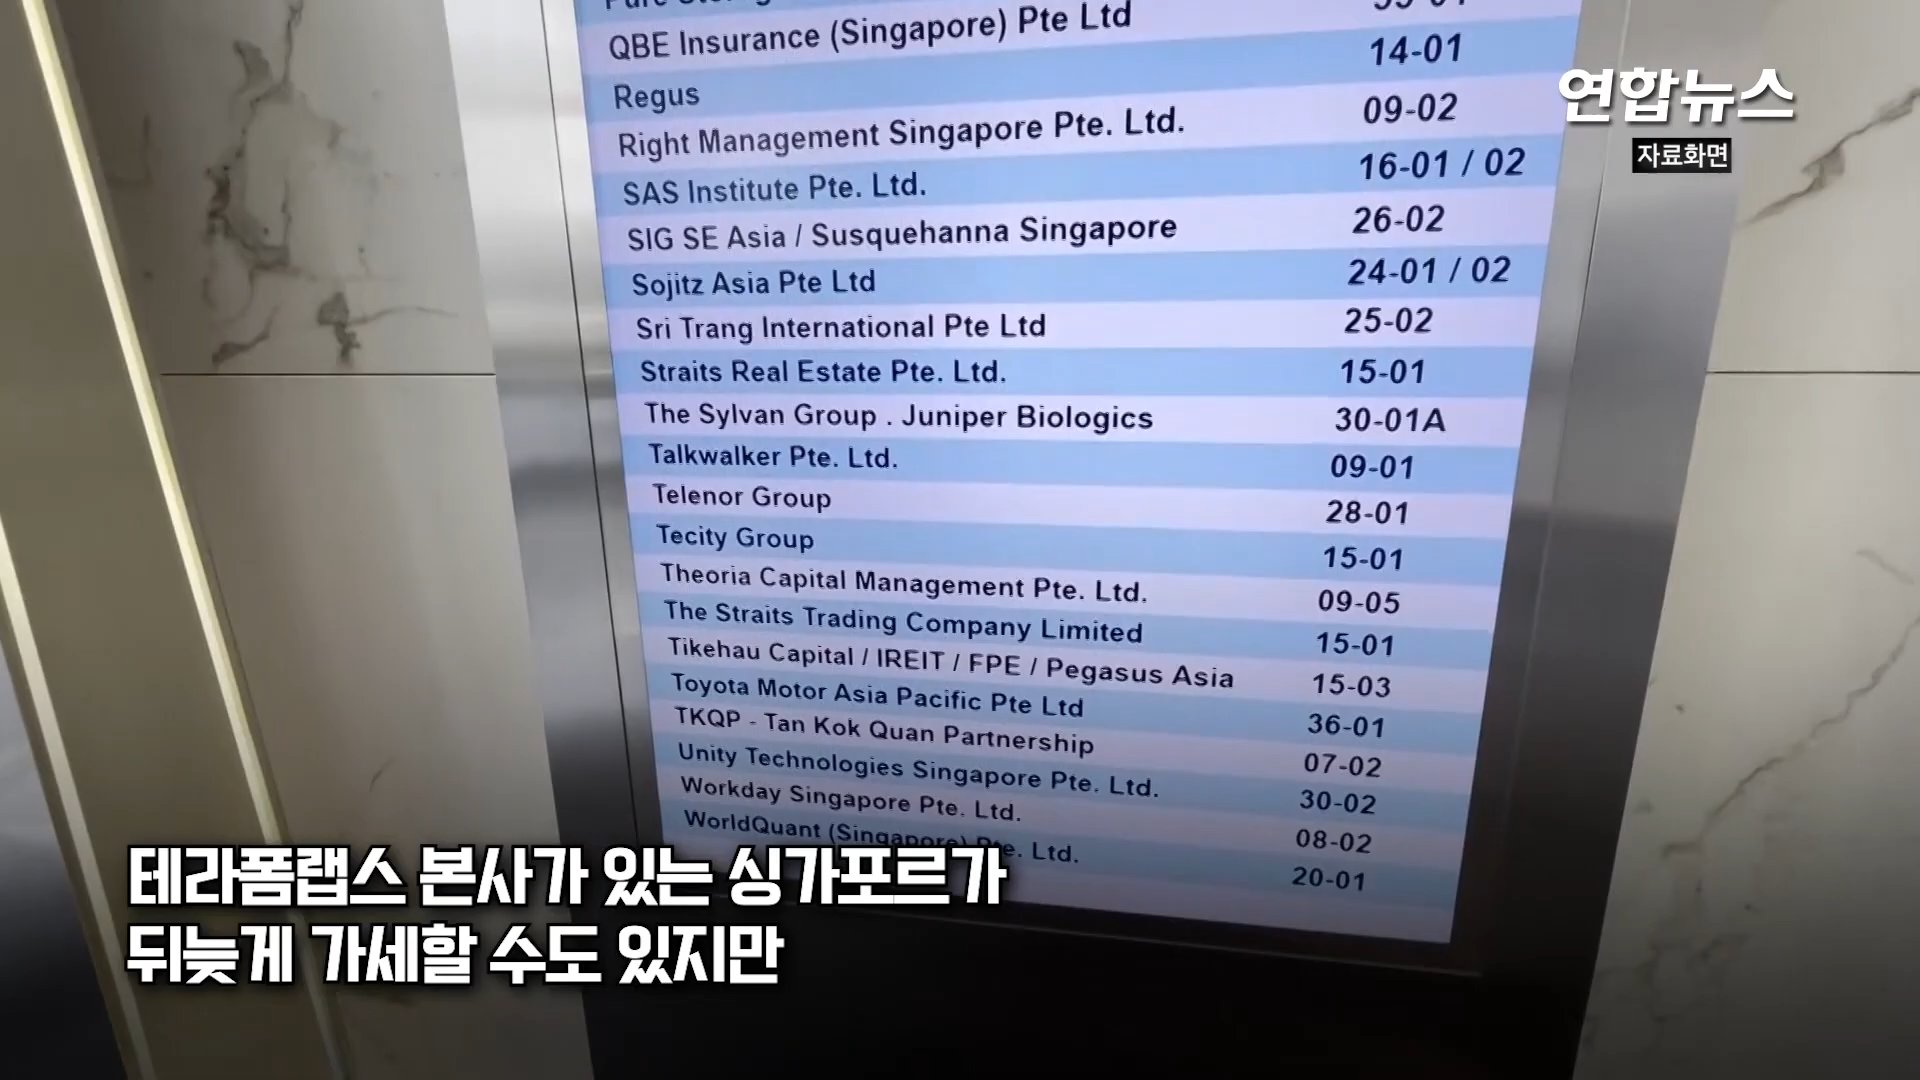 QBE Insurance (Singapore) Pte Ltd
14-01
Regus
09-02
Right Management Singapore Pte. Ltd.
16-01 / 02
SAS Institute Pte. Ltd.
26-02
SIG SE Asia / Susquehanna Singapore
24-01 / 02
Sojitz Asia Pte Ltd
25-02
Sri Trang International Pte Ltd
15-01
Straits Real Estate Pte. Ltd.
30-01A
The Sylvan Group . Juniper Biologics
09-01
Talkwalker Pte. Ltd.
28-01
Telenor Group
15-01
Tecity Group
09-05
Theoria Capital Management Pte. Ltd.
15-01
The Straits Trading Company Limited
15-03
Tikehau Capital / IREIT / FPE / Pegasus Asia
36-01
Toyota Motor Asia Pacific Pte Ltd
07-02
TKQP - Tan Kok Quan Partnership
30-02
Unity Technologies Singapore Pte. Ltd.
08-02
Workday Singapore Pte. Ltd.
20-01
WorldQuant (Singapore) Pte. Ltd.
연합뉴스
자료화면
테라폼랩스 본사가 있는 싱가포르가
뒤늦게 가세할 수도 있지만